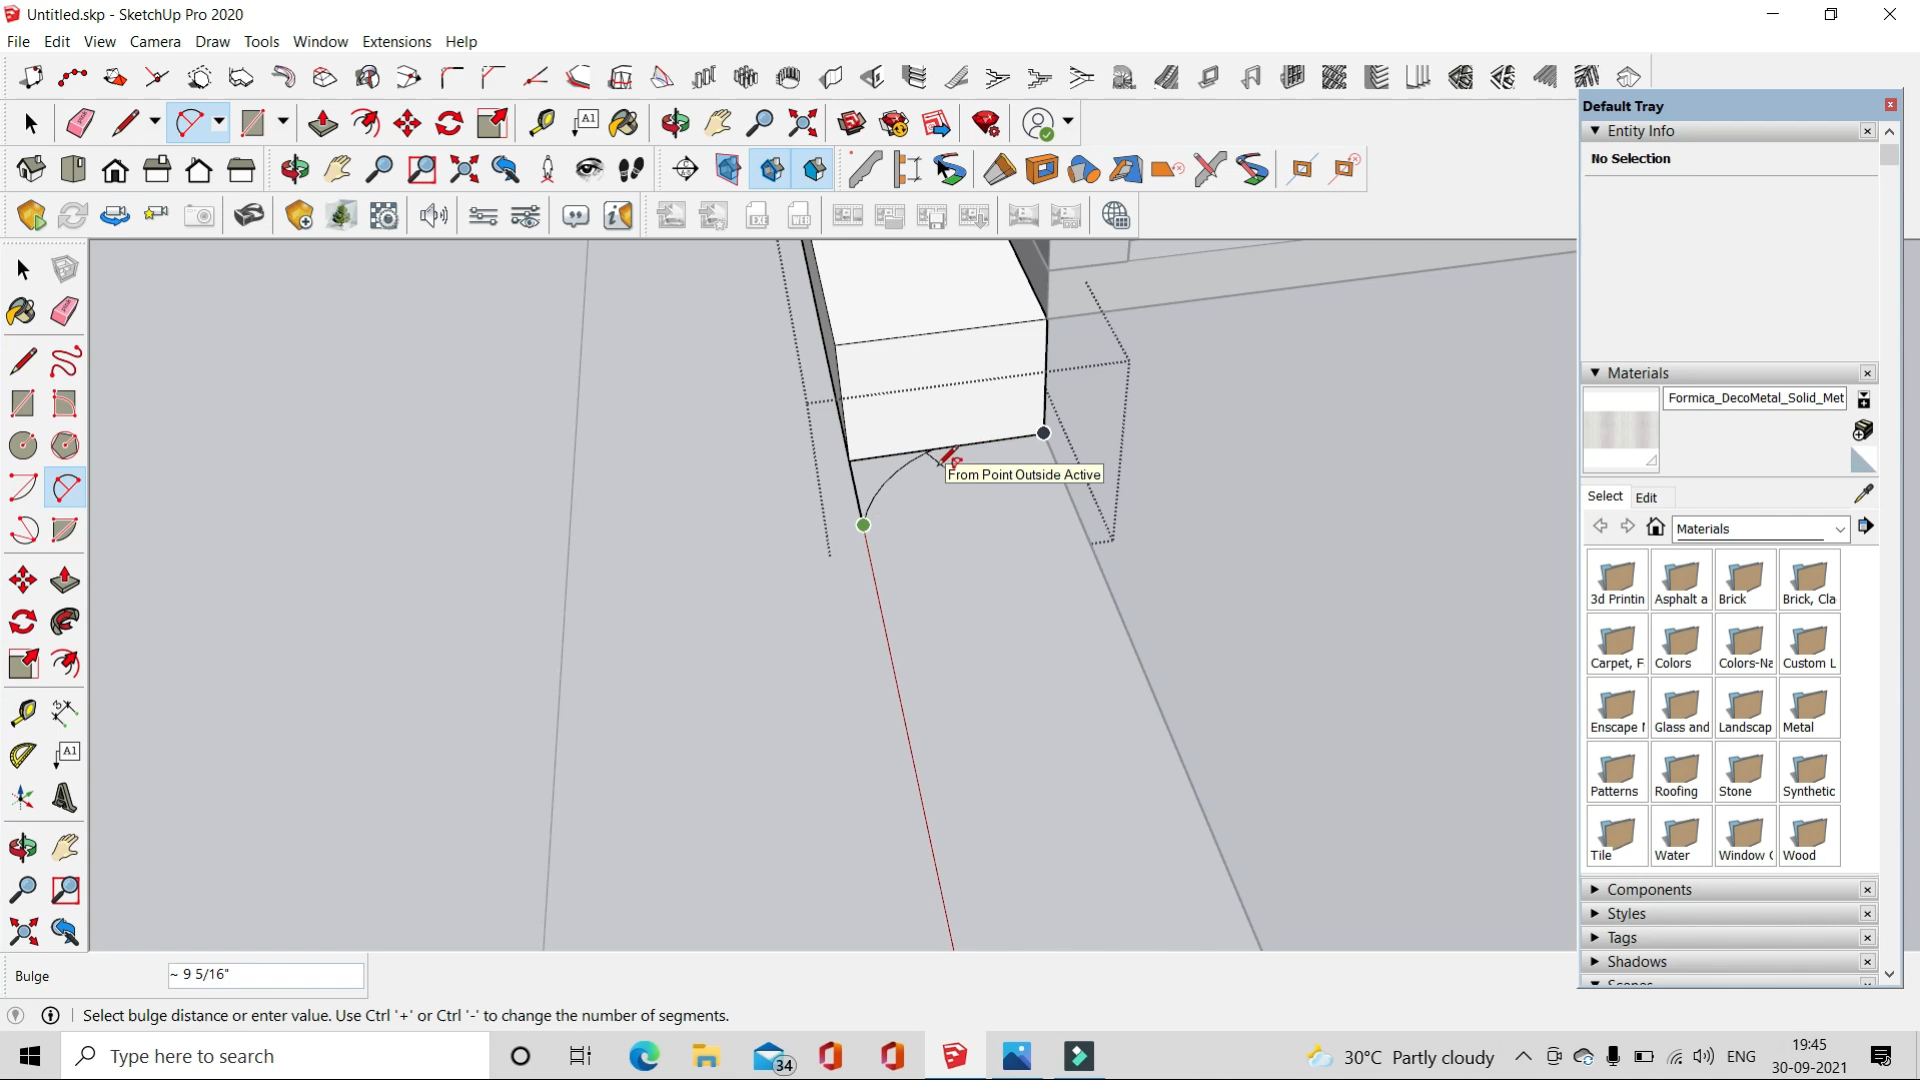 Untitled.skp - SketchUp Pro 2020
File Edit View Camera Draw Tools Window Extensions Help
Default Tray
Entity Info
No Selection
Materials
Formica_DecoMetal_Solid_Met
From Point Outside Active
Select Edit
Materials
3d Printin Asphalt a Brick Brick, Cla
Carpet, F Colors Colors-Na Custom L
Enscape Glass and Landscap Metal
Patterns Roofing Stone Synthetic
Tile Water Window Wood
Components
Styles
Tags
Shadows
Scenes
Bulge ~ 9 5/16"
Select bulge distance or enter value. Use Ctrl '+' or Ctrl '-' to change the number of segments.
Type here to search
34
30°C Partly cloudy
ENG
19:45
30-09-2021